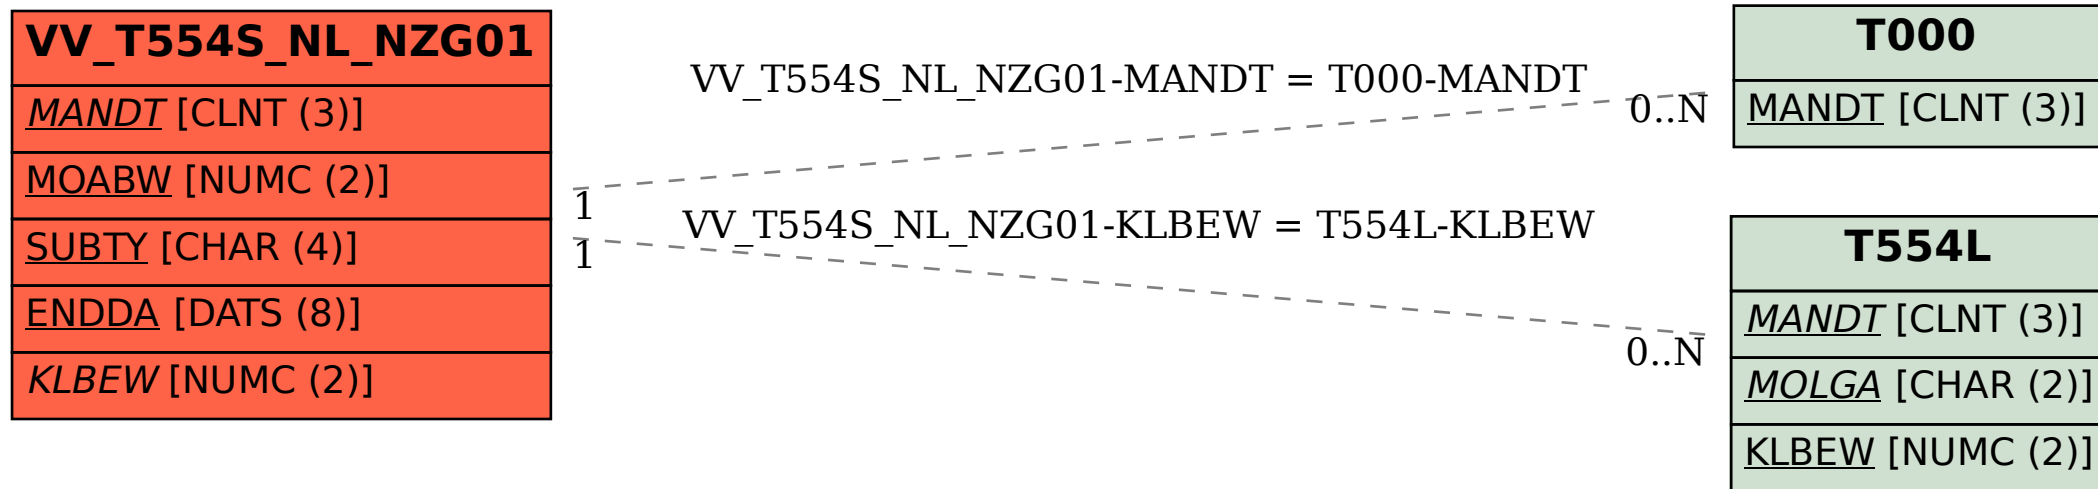 VV_T554S_NL_NZG01
MANDT [CLNT (3)]
MOABW [NUMC (2)]
SUBTY [CHAR (4)]
ENDDA [DATS (8)]
KLBEW [NUMC (2)]
VV_T554S_NL_NZG01-MANDT = T000-MANDT
0..N
1
VV_T554S_NL_NZG01-KLBEW = T554L-KLBEW
1
0..N
T000
MANDT [CLNT (3)]
T554L
MANDT [CLNT (3)]
MOLGA [CHAR (2)]
KLBEW [NUMC (2)]